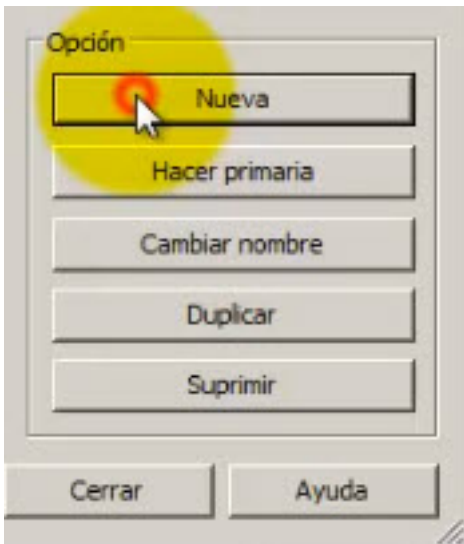 Opción
Nueva
Hacer primaria
Cambiar nombre
Duplicar
Suprimir
Cerrar Ayuda